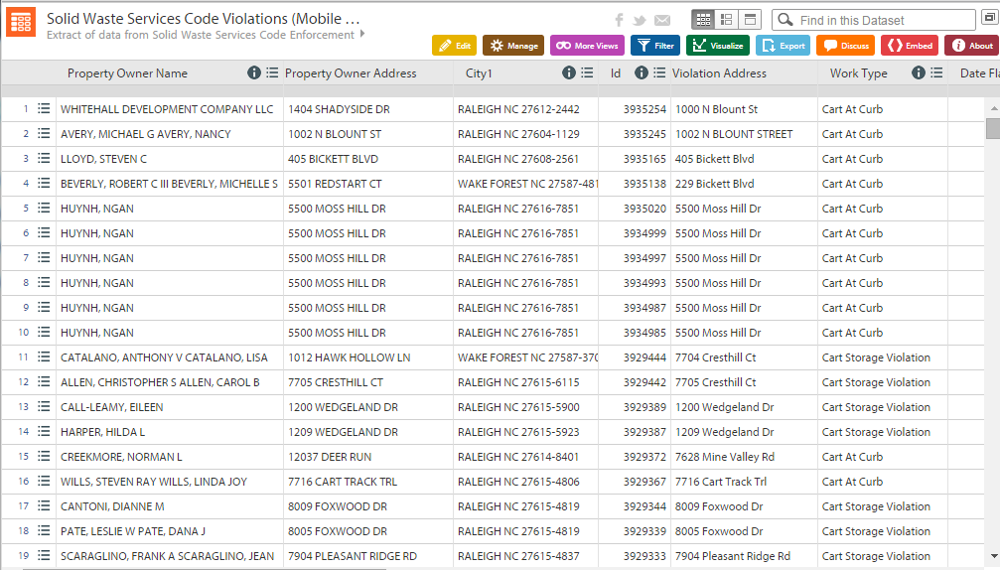 Solid Waste Services Code Violations (Mobile ...
Extract of data from Solid Waste Services Code Enforcement
Find in this Dataset
Edit Manage More Views Filter Visualize Export Discuss Embed About
Property Owner Name Property Owner Address City1 Id Violation Address Work Type Date Fla
1 WHITEHALL DEVELOPMENT COMPANY LLC 1404 SHADYSIDE DR RALEIGH NC 27612-2442 3935254 1000 N Blount St Cart At Curb
2 AVERY, MICHAEL G AVERY, NANCY 1002 N BLOUNT ST RALEIGH NC 27604-1129 3935245 1002 N BLOUNT STREET Cart At Curb
3 LLOYD, STEVEN C 405 BICKETT BLVD RALEIGH NC 27608-2561 3935165 405 Bickett Blvd Cart At Curb
4 BEVERLY, ROBERT C III BEVERLY, MICHELLE S 5501 REDSTART CT WAKE FOREST NC 27587-481 3935138 229 Bickett Blvd Cart At Curb
5 HUYNH, NGAN 5500 MOSS HILL DR RALEIGH NC 27616-7851 3935020 5500 Moss Hill Dr Cart At Curb
6 HUYNH, NGAN 5500 MOSS HILL DR RALEIGH NC 27616-7851 3934999 5500 Moss Hill Dr Cart At Curb
7 HUYNH, NGAN 5500 MOSS HILL DR RALEIGH NC 27616-7851 3934997 5500 Moss Hill Dr Cart At Curb
8 HUYNH, NGAN 5500 MOSS HILL DR RALEIGH NC 27616-7851 3934993 5500 Moss Hill Dr Cart At Curb
9 HUYNH, NGAN 5500 MOSS HILL DR RALEIGH NC 27616-7851 3934987 5500 Moss Hill Dr Cart At Curb
10 HUYNH, NGAN 5500 MOSS HILL DR RALEIGH NC 27616-7851 3934985 5500 Moss Hill Dr Cart At Curb
11 CATALANO, ANTHONY V CATALANO, LISA 1012 HAWK HOLLOW LN WAKE FOREST NC 27587-370 3929444 7704 Cresthill Ct Cart Storage Violation
12 ALLEN, CHRISTOPHER S ALLEN, CAROL B 7705 CRESTHILL CT RALEIGH NC 27615-6115 3929442 7705 Cresthill Ct Cart Storage Violation
13 CALL-LEAMY, EILEEN 1200 WEDGELAND DR RALEIGH NC 27615-5900 3929389 1200 Wedgeland Dr Cart Storage Violation
14 HARPER, HILDA L 1209 WEDGELAND DR RALEIGH NC 27615-5923 3929387 1209 Wedgeland Dr Cart Storage Violation
15 CREEKMORE, NORMAN L 12037 DEER RUN RALEIGH NC 27614-8401 3929372 7628 Mine Valley Rd Cart At Curb
16 WILLS, STEVEN RAY WILLS, LINDA JOY 7716 CART TRACK TRL RALEIGH NC 27615-4806 3929367 7716 Cart Track Trl Cart At Curb
17 CANTONI, DIANNE M 8009 FOXWOOD DR RALEIGH NC 27615-4819 3929344 8009 Foxwood Dr Cart Storage Violation
18 PATE, LESLIE W PATE, DANA J 8005 FOXWOOD DR RALEIGH NC 27615-4819 3929339 8005 Foxwood Dr Cart Storage Violation
19 SCARAGLINO, FRANK A SCARAGLINO, JEAN 7904 PLEASANT RIDGE RD RALEIGH NC 27615-4837 3929333 7904 Pleasant Ridge Rd Cart Storage Violation